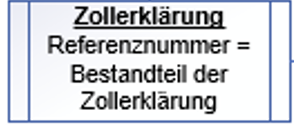 Zollerklärung
Referenznummer =
Bestandteil der
Zollerklärung